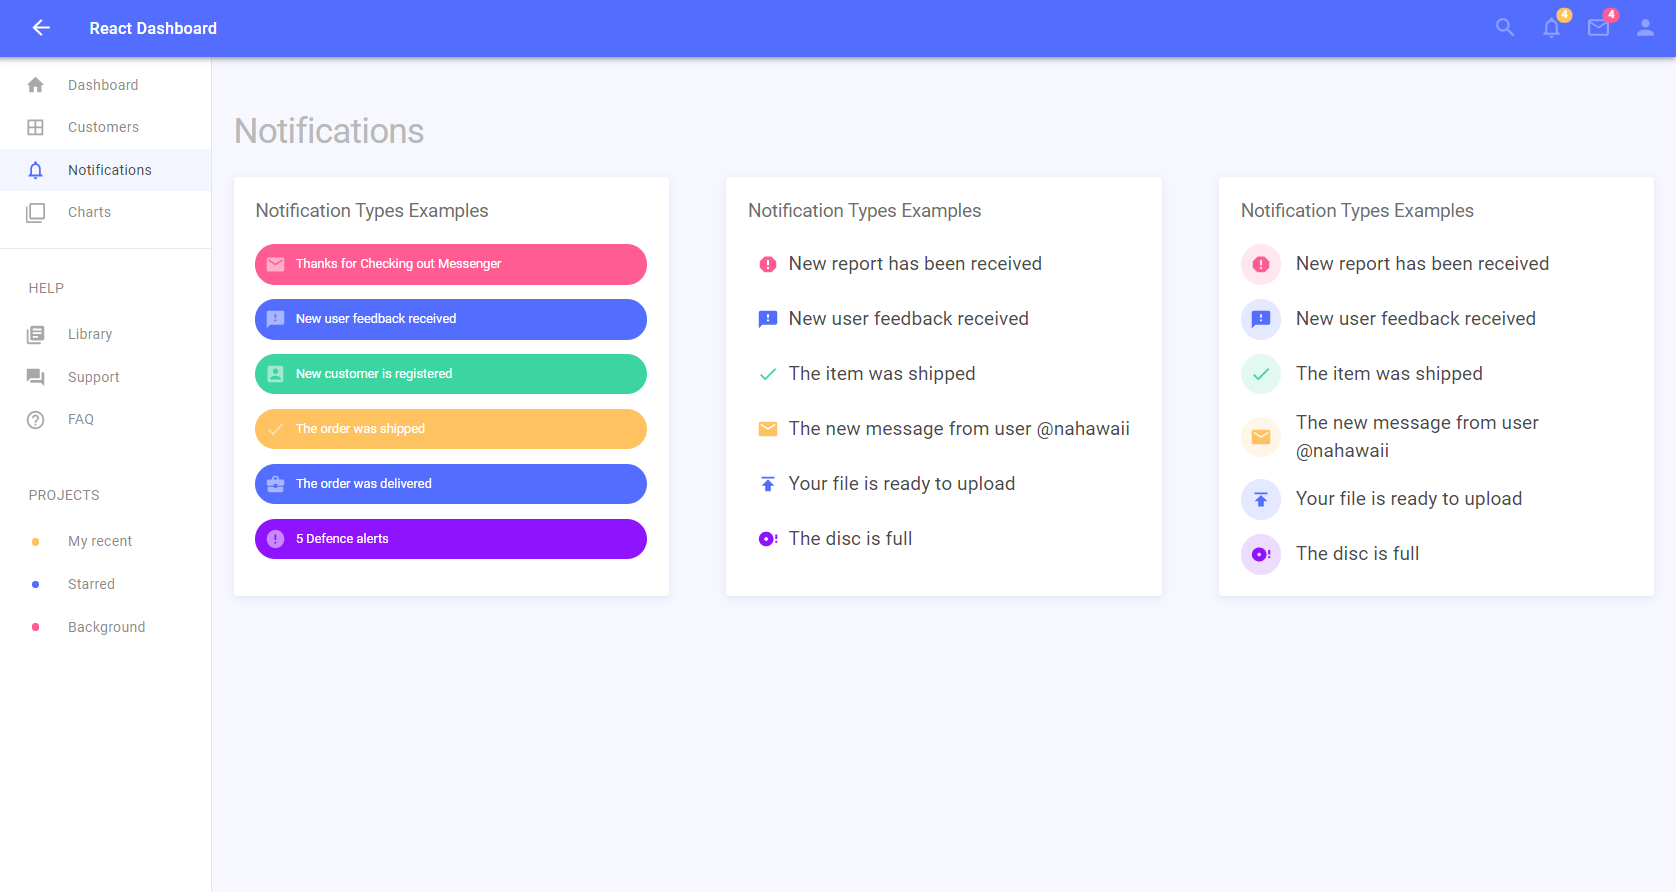 React Dashboard
4
4
Dashboard
Customers
Notifications
Charts
HELP
Library
Support
FAQ
PROJECTS
My recent
Starred
Background
Notifications
Notification Types Examples
Thanks for Checking out Messenger
New user feedback received
New customer is registered
The order was shipped
The order was delivered
5 Defence alerts
Notification Types Examples
New report has been received
New user feedback received
The item was shipped
The new message from user @nahawaii
Your file is ready to upload
The disc is full
Notification Types Examples
New report has been received
New user feedback received
The item was shipped
The new message from user
@nahawaii
Your file is ready to upload
The disc is full